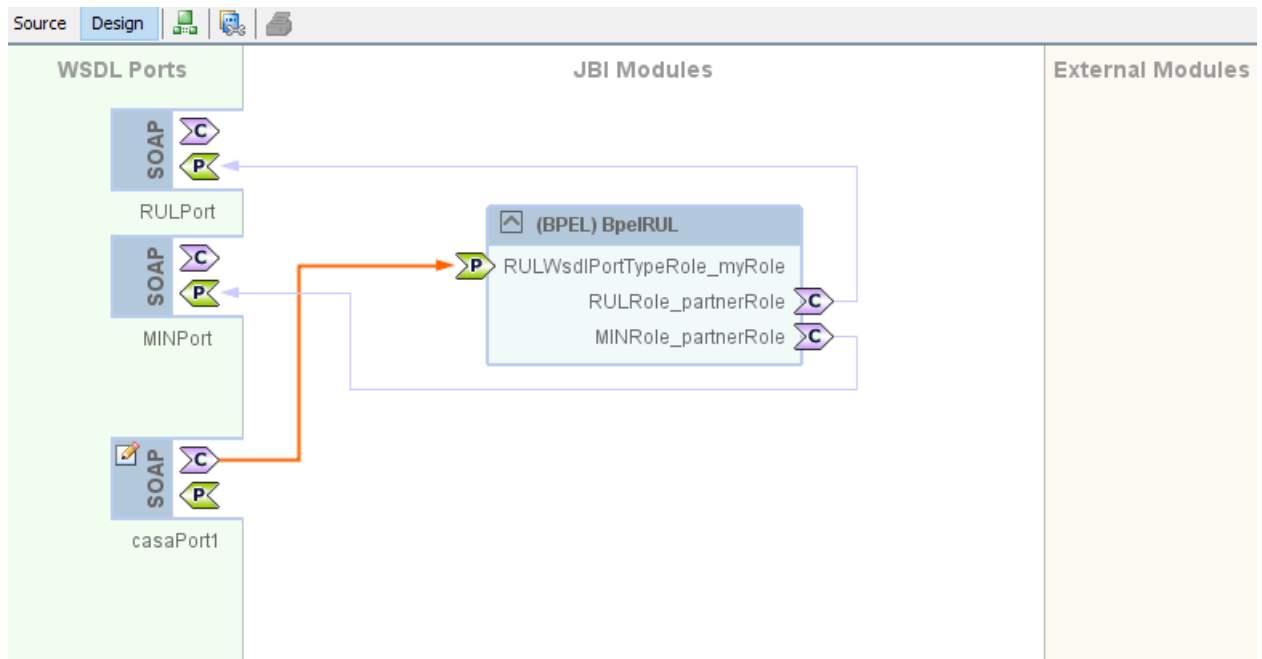 Source Design
WSDL Ports
JBI Modules
External Modules
SOAP
C
P
RULPort
SOAP
C
P
MINPort
(BPEL) BpelRUL
P RULWsdlPortTypeRole_myRole
RULRole_partnerRole C
MINRole_partnerRole C
SOAP
C
P
casaPort1